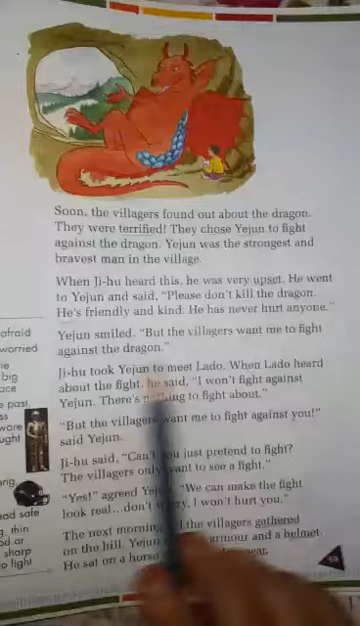 Soon, the villagers found out about the dragon.
They were terrified! They chose Yejun to fight
against the dragon. Yejun was the strongest and
bravest man in the village.
When Ji-hu heard this, he was very upset. He went
to Yejun and said, "Please don't kill the dragon.
He's friendly and kind. He has never hurt anyone."
Yejun smiled. "But the villagers want me to fight
against the dragon."
Ji-hu took Yejun to meet Lado. When Lado heard
about the fight, he said, "I won't fight against
Yejun. There's nothing to fight about."
"But the villagers want me to fight against you!"
said Yejun.
Ji-hu said, "Can't you just pretend to fight?
The villagers only want to see a fight."
"Yes!" agreed Yejun. "We can make the fight
look real...don't worry, I won't hurt you."
The next morning, all the villagers gathered
on the hill. Yejun armour and a helmet.
He sat on a horse
afraid
worried
big
past,
ead safe
thin
sharp
to fight